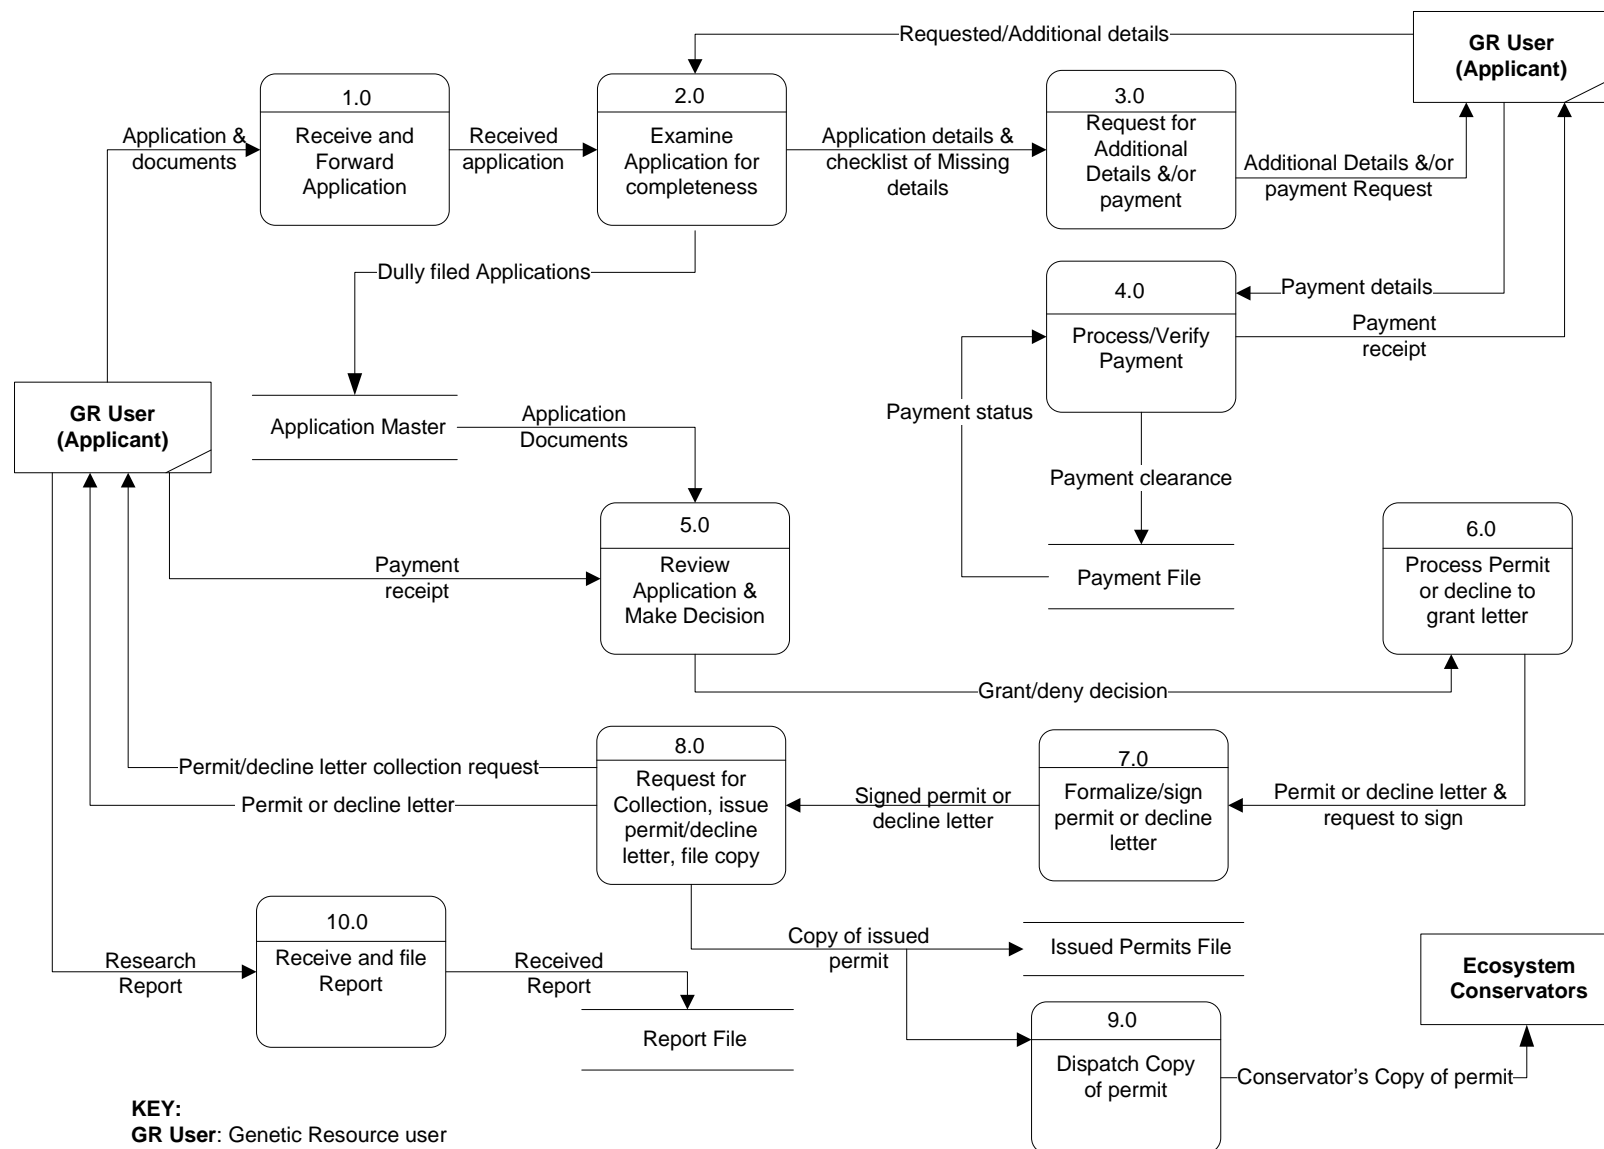 Requested/Additional details
GR User
(Applicant)
1.0
Receive and
Forward
Application
2.0
Examine
Application for
completeness
3.0
Request for
Additional
Details &/or
payment
Application &
documents
Received
application
Application details &
checklist of Missing
details
Additional Details &/or
payment Request
Dully filed Applications
4.0
Process/Verify
Payment
Payment details
Payment
receipt
GR User
(Applicant)
Application Master
Application
Documents
Payment status
Payment clearance
5.0
Review
Application &
Make Decision
Payment
receipt
Payment File
6.0
Process Permit
or decline to
grant letter
Grant/deny decision
8.0
Request for
Collection, issue
permit/decline
letter, file copy
Permit/decline letter collection request
Permit or decline letter
7.0
Formalize/sign
permit or decline
letter
Signed permit or
decline letter
Permit or decline letter &
request to sign
10.0
Receive and file
Report
Research
Report
Received
Report
Report File
Copy of issued
permit
Issued Permits File
9.0
Dispatch Copy
of permit
Ecosystem
Conservators
Conservator's Copy of permit
KEY:
GR User: Genetic Resource user